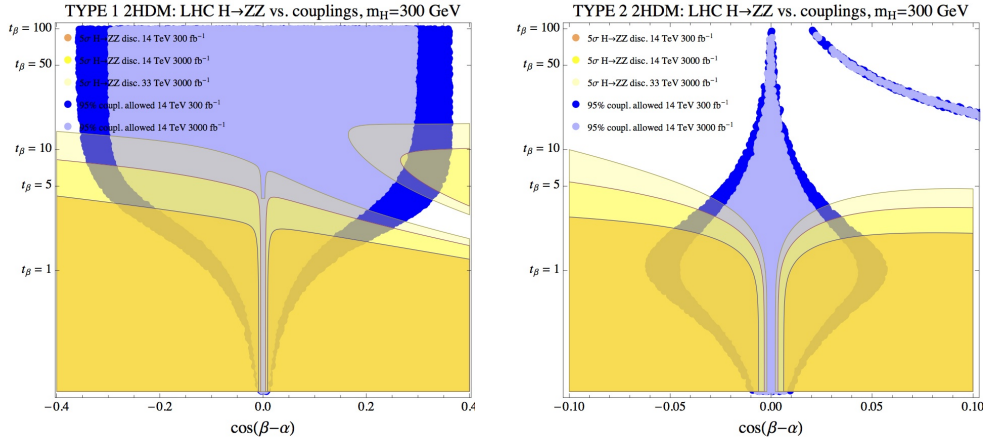 TYPE 1 2HDM: LHC H→ZZ vs. couplings, m_H=300 GeV
t_β = 100
5σ H→ZZ disc. 14 TeV 300 fb⁻¹
5σ H→ZZ disc. 14 TeV 3000 fb⁻¹
t_β = 50
5σ H→ZZ disc. 33 TeV 3000 fb⁻¹
95% coupl. allowed 14 TeV 300 fb⁻¹
95% coupl. allowed 14 TeV 3000 fb⁻¹
t_β = 10
t_β = 5
t_β = 1
−0.4 −0.2 0.0 0.2 0.4
cos(β−α)
TYPE 2 2HDM: LHC H→ZZ vs. couplings, m_H=300 GeV
t_β = 100
5σ H→ZZ disc. 14 TeV 300 fb⁻¹
5σ H→ZZ disc. 14 TeV 3000 fb⁻¹
t_β = 50
5σ H→ZZ disc. 33 TeV 3000 fb⁻¹
95% coupl. allowed 14 TeV 300 fb⁻¹
95% coupl. allowed 14 TeV 3000 fb⁻¹
t_β = 10
t_β = 5
t_β = 1
−0.10 −0.05 0.00 0.05 0.10
cos(β−α)